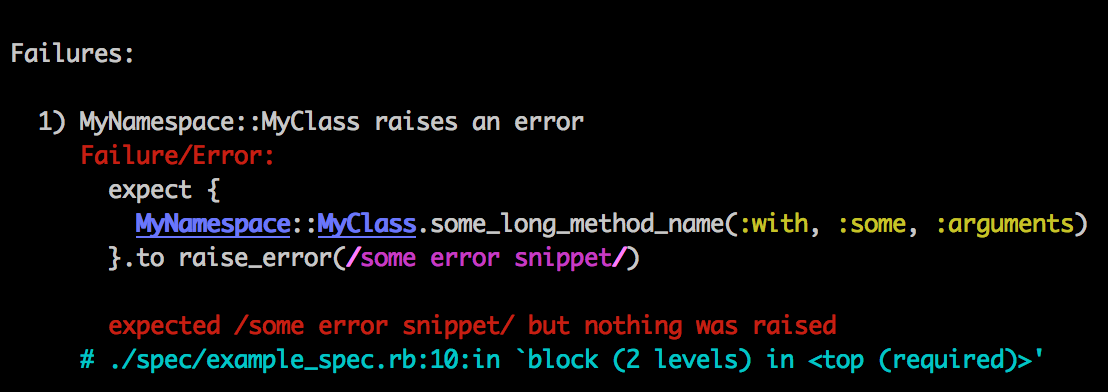 Failures:
1) MyNamespace::MyClass raises an error
Failure/Error:
expect {
MyNamespace::MyClass.some_long_method_name(:with, :some, :arguments)
}.to raise_error(/some error snippet/)
expected /some error snippet/ but nothing was raised
# ./spec/example_spec.rb:10:in `block (2 levels) in <top (required)>'